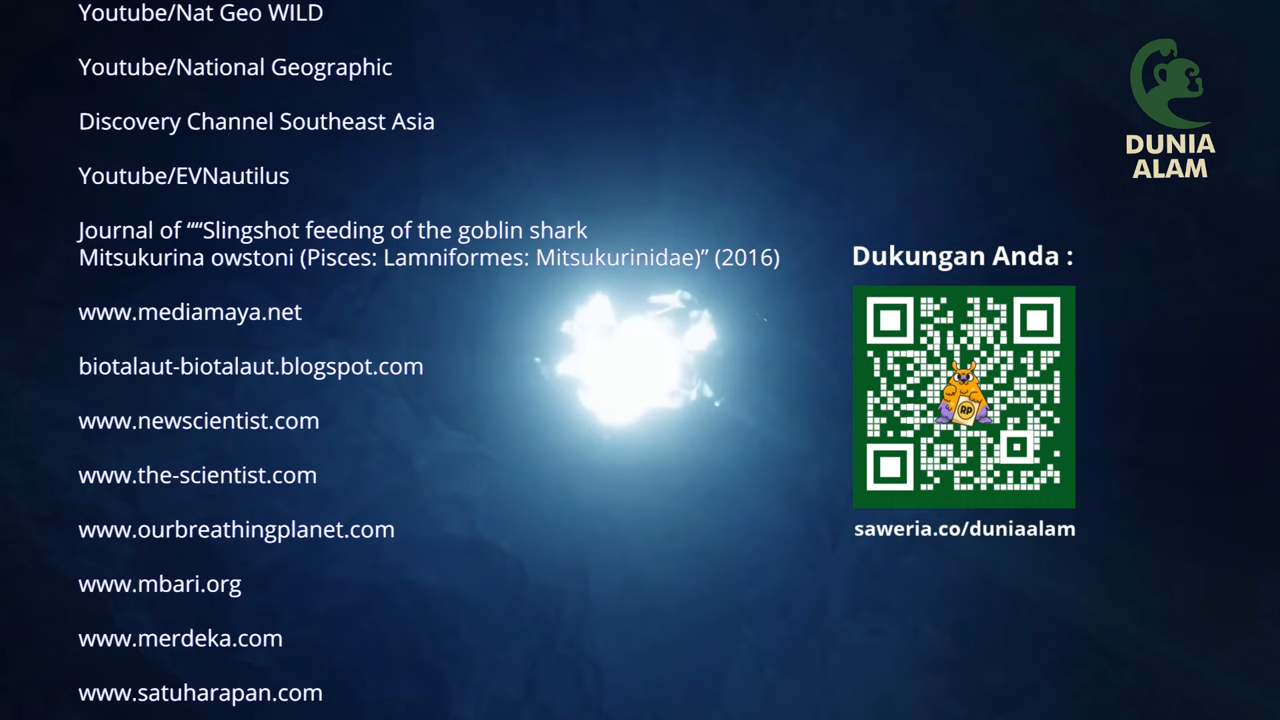 Youtube/Nat Geo WILD
Youtube/National Geographic
Discovery Channel Southeast Asia
Youtube/EVNautilus
Journal of ““Slingshot feeding of the goblin shark
Mitsukurina owstoni (Pisces: Lamniformes: Mitsukurinidae)” (2016)
www.mediamaya.net
biotalaut-biotalaut.blogspot.com
www.newscientist.com
www.the-scientist.com
www.ourbreathingplanet.com
www.mbari.org
www.merdeka.com
www.satuharapan.com
DUNIA
ALAM
Dukungan Anda :
RP
saweria.co/duniaalam